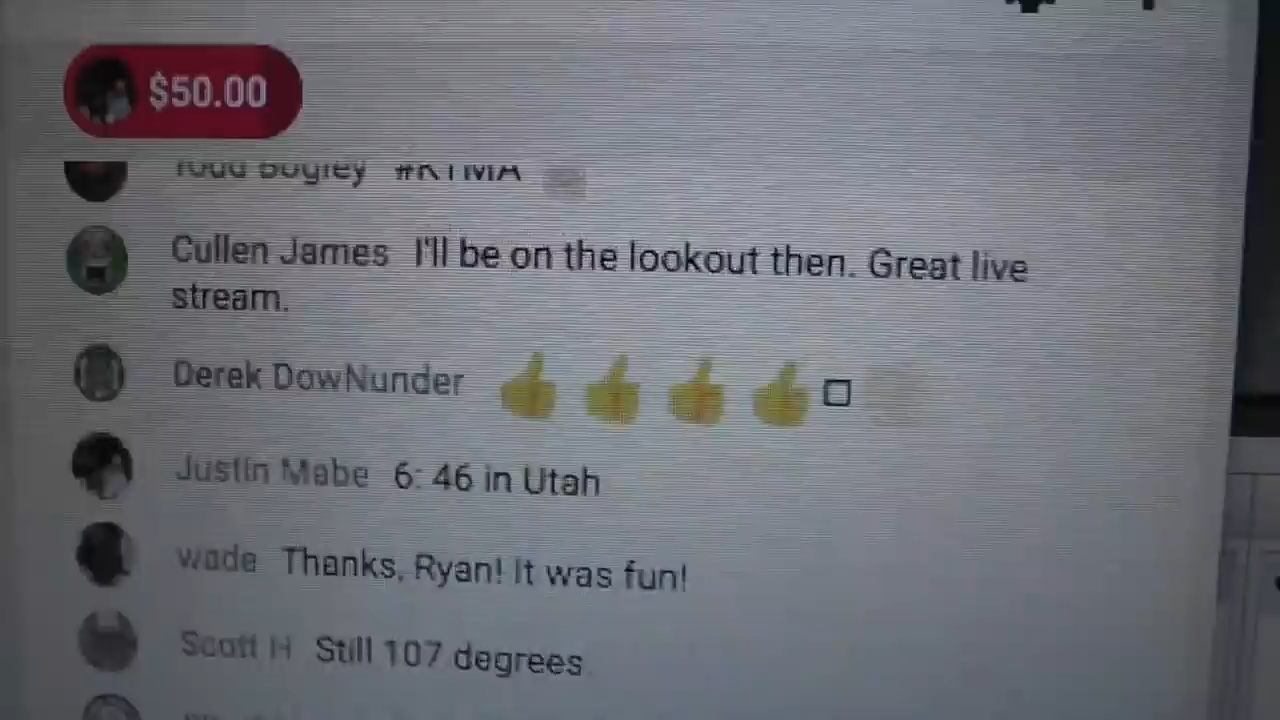 $50.00
#KTMA
Cullen James I'll be on the lookout then. Great live
stream.
Derek DowNunder
Justin Mabe 6:46 in Utah
wade Thanks, Ryan! It was fun!
Scott H Still 107 degrees